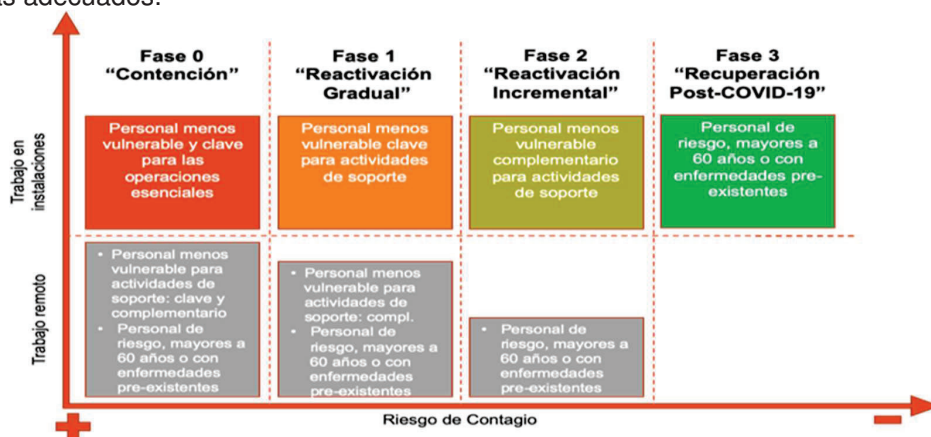 as adecuados.
Fase 0
“Contención”
Fase 1
“Reactivación
Gradual”
Fase 2
“Reactivación
Incremental”
Fase 3
“Recuperación
Post-COVID-19”
Trabajo en
instalaciones
Personal menos
vulnerable y clave
para las
operaciones
esenciales
Personal menos
vulnerable clave
para actividades
de soporte
Personal menos
vulnerable
complementario
para actividades
de soporte
Personal de
riesgo, mayores a
60 años o con
enfermedades pre-
existentes
Trabajo remoto
• Personal menos
vulnerable para
actividades de
soporte: clave y
complementario
• Personal de
riesgo, mayores a
60 años o con
enfermedades
pre-existentes
• Personal menos
vulnerable para
actividades de
soporte: compl.
• Personal de
riesgo, mayores a
60 años o con
enfermedades
pre-existentes
• Personal de
riesgo, mayores a
60 años o con
enfermedades
pre-existentes
Riesgo de Contagio